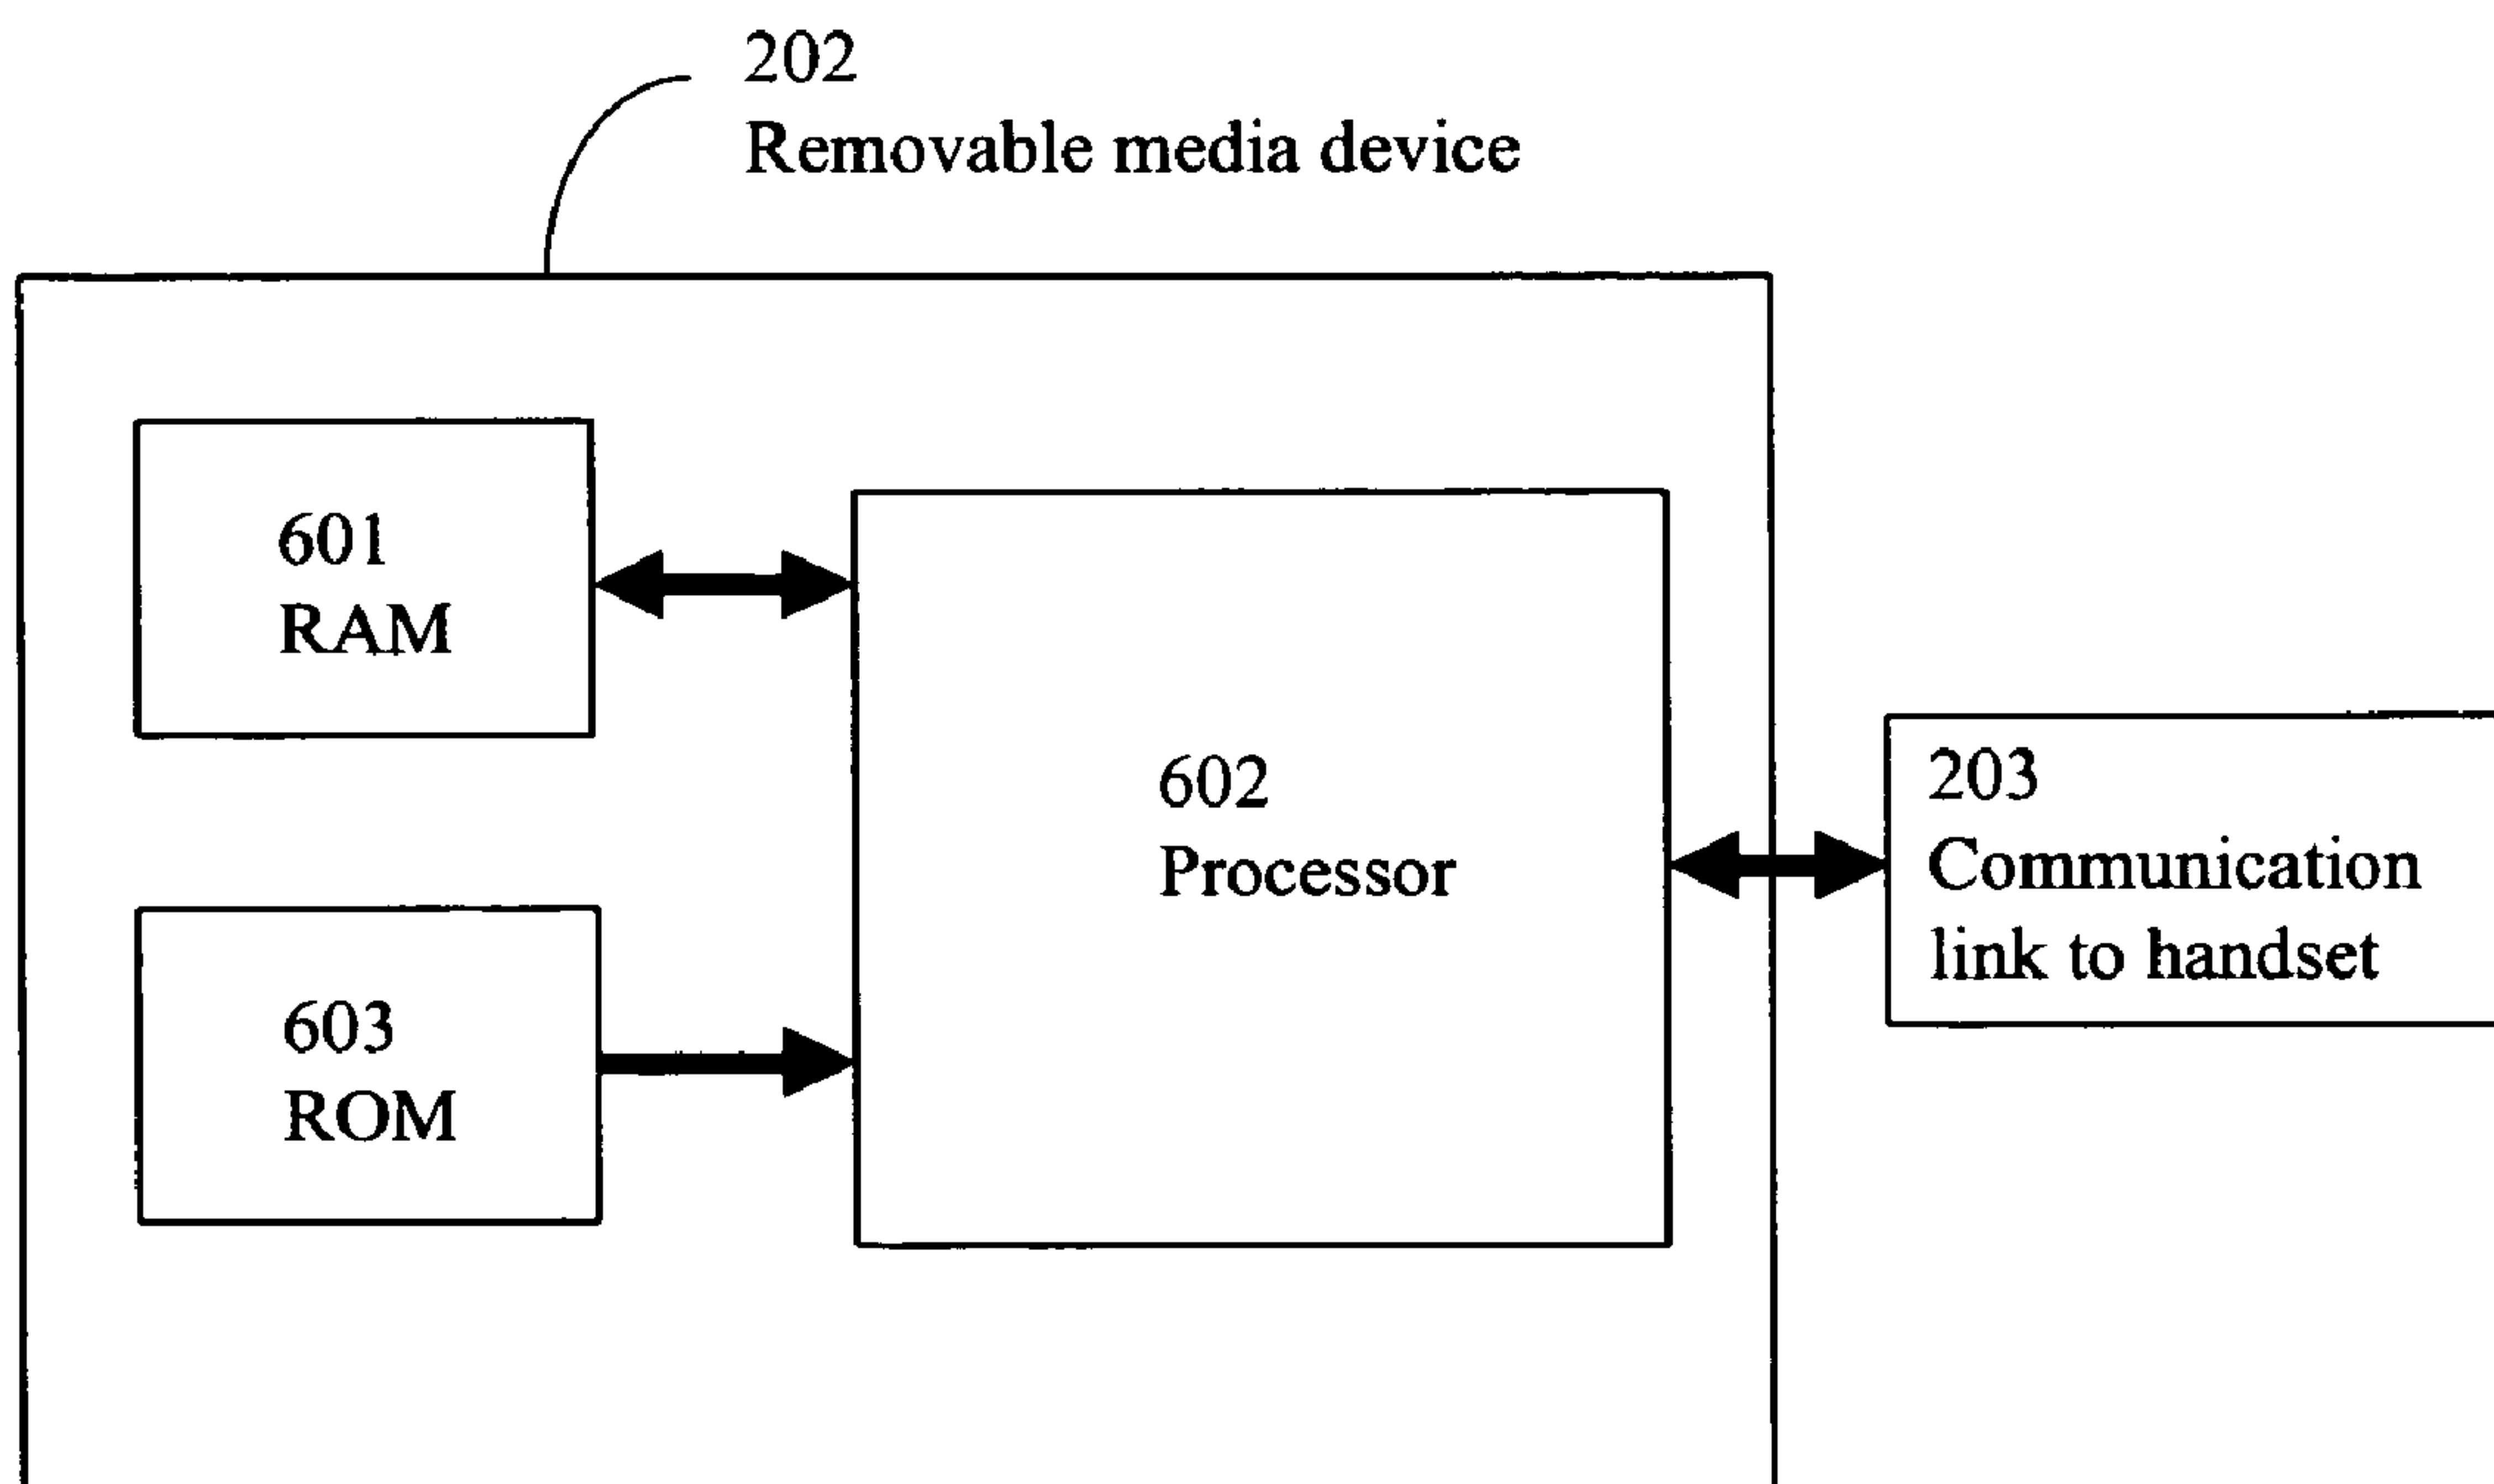 202
Removable media device
601
RAM
602
Processor
203
Communication
link to handset
603
ROM